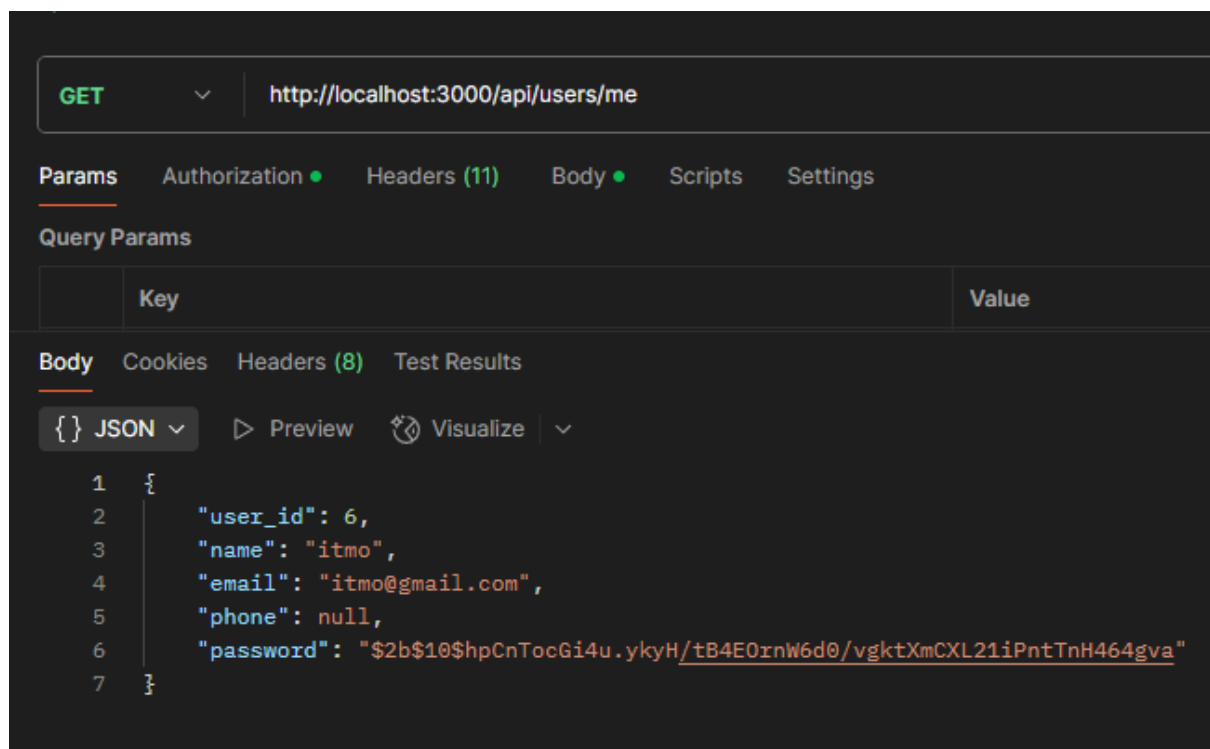 GET http://localhost:3000/api/users/me
Params Authorization Headers (11) Body Scripts Settings
Query Params
Key Value
Body Cookies Headers (8) Test Results
{} JSON Preview Visualize
1 {
2 "user_id": 6,
3 "name": "itmo",
4 "email": "itmo@gmail.com",
5 "phone": null,
6 "password": "$2b$10$hpCnTocGi4u.ykyH/tB4EOrnW6d0/vgktXmCXL21iPntTnH464gva"
7 }